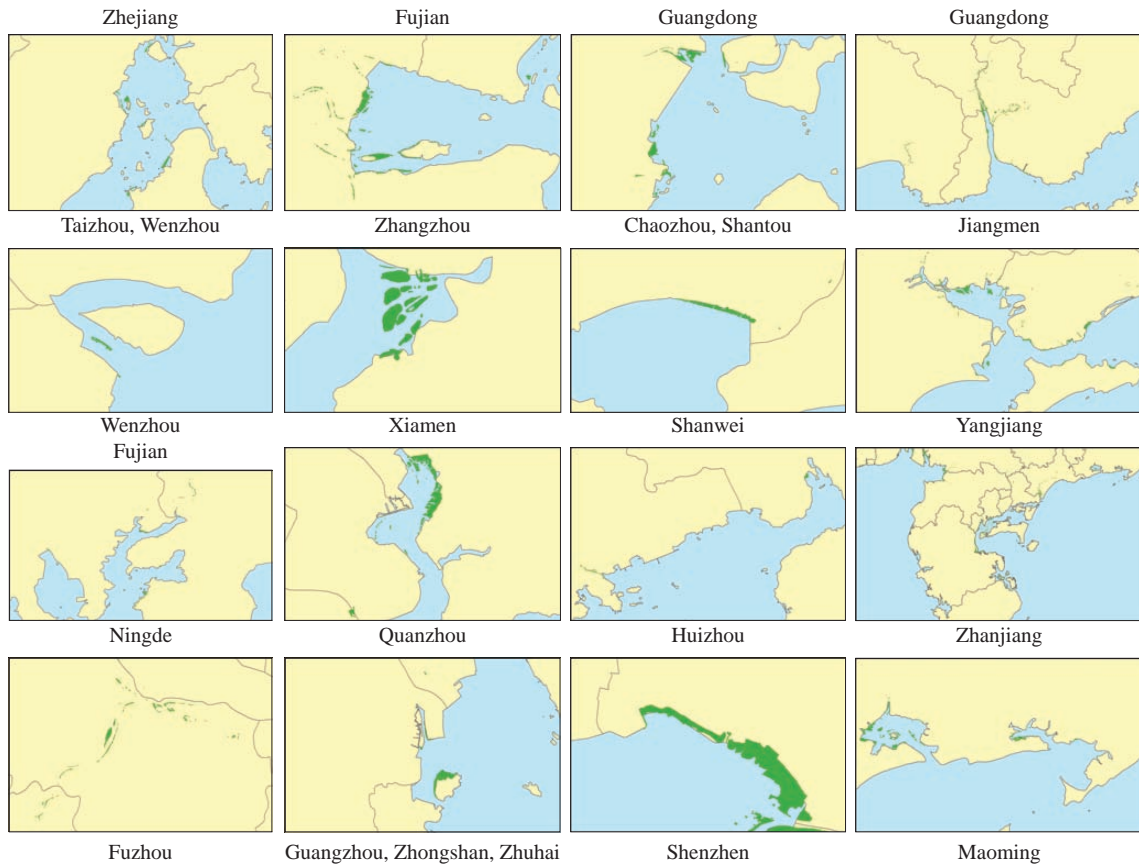 Zhejiang Fujian Guangdong Guangdong
Taizhou, Wenzhou Zhangzhou Chaozhou, Shantou Jiangmen
Wenzhou Xiamen Shanwei Yangjiang
Fujian
Ningde Quanzhou Huizhou Zhanjiang
Fuzhou Guangzhou, Zhongshan, Zhuhai Shenzhen Maoming